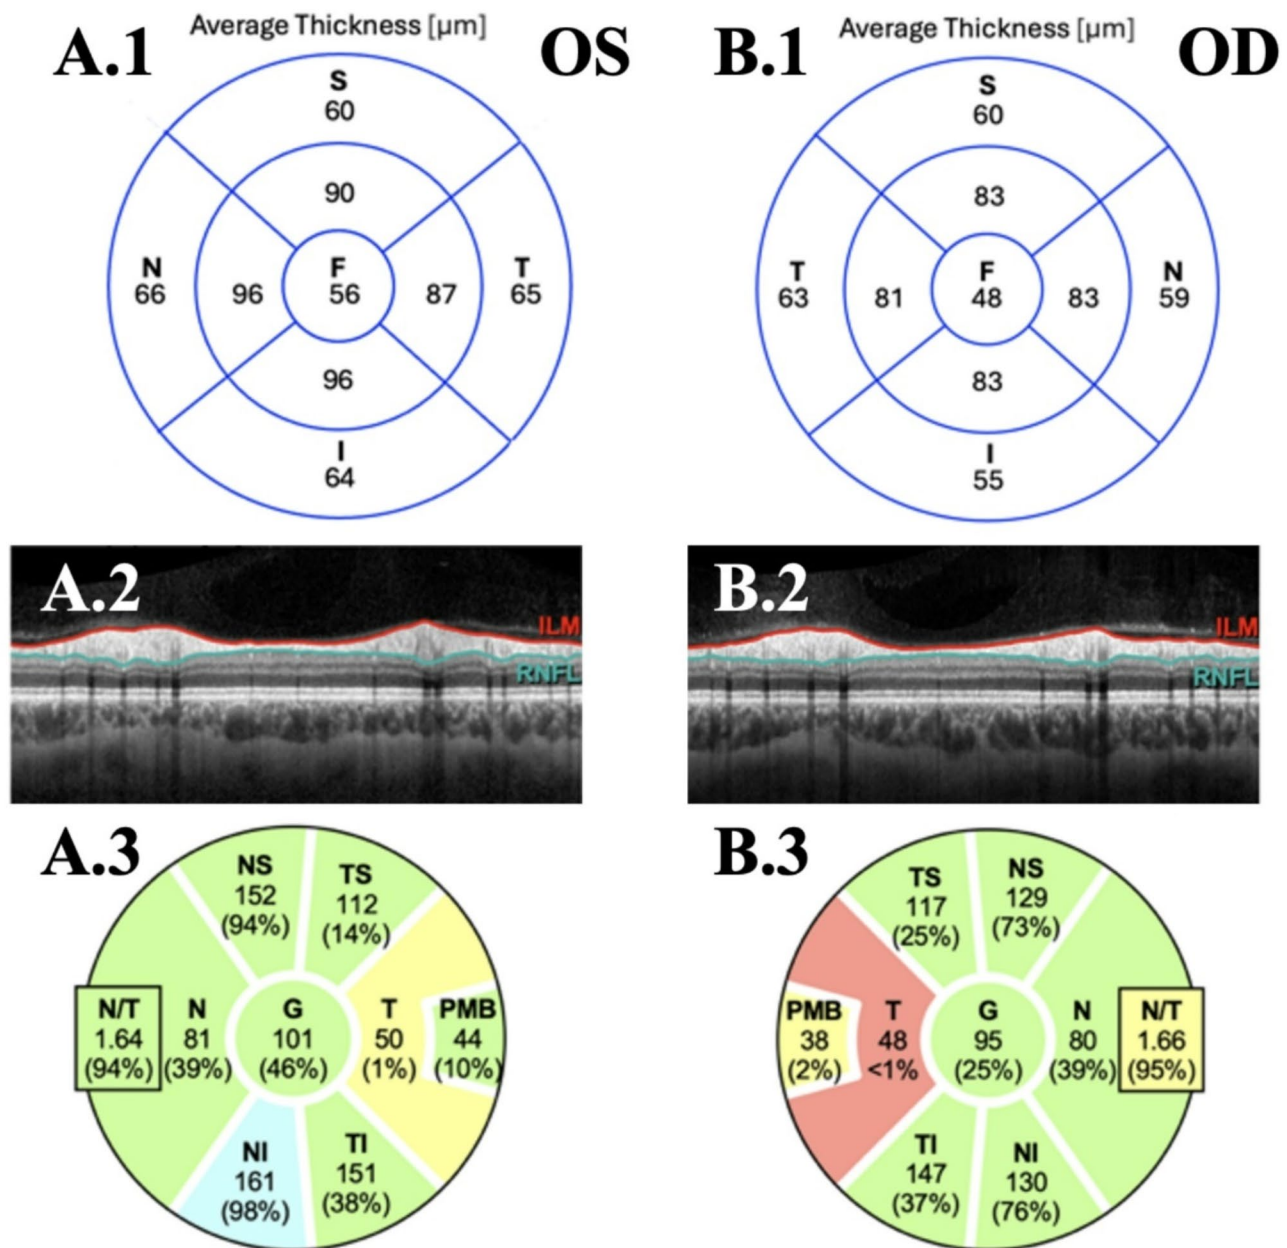 A.1
Average Thickness [µm]
OS
S
60
90
N
66
96
F
56
87
T
65
96
I
64
B.1
Average Thickness [µm]
OD
S
60
83
T
63
81
F
48
83
N
59
83
I
55
A.2
ILM
RNFL
B.2
ILM
RNFL
A.3
NS
152
(94%)
TS
112
(14%)
N/T
1.64
(94%)
N
81
(39%)
G
101
(46%)
T
50
(1%)
PMB
44
(10%)
NI
161
(98%)
TI
151
(38%)
B.3
TS
117
(25%)
NS
129
(73%)
PMB
38
(2%)
T
48
<1%
G
95
(25%)
N
80
(39%)
N/T
1.66
(95%)
TI
147
(37%)
NI
130
(76%)